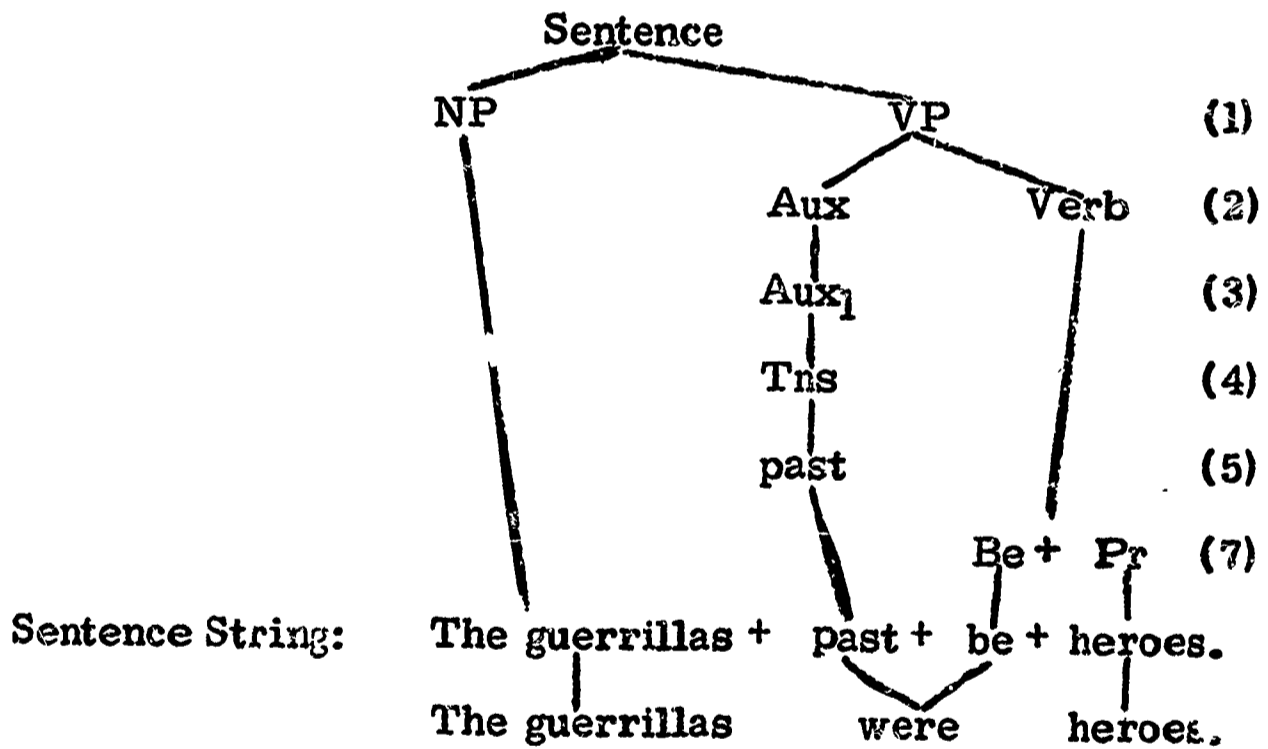 Sentence
NP VP (1)
Aux Verb (2)
Aux1 (3)
Tns (4)
past (5)
Be + Pr (7)
Sentence String: The guerrillas + past + be + heroes.
The guerrillas were heroes.